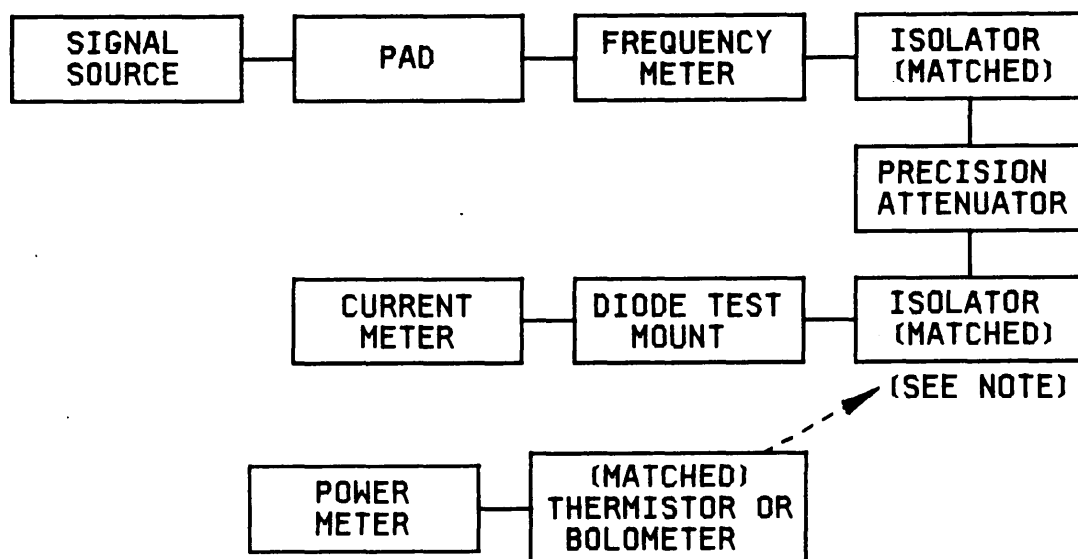 SIGNAL
SOURCE
PAD
FREQUENCY
METER
ISOLATOR
(MATCHED)
PRECISION
ATTENUATOR
CURRENT
METER
DIODE TEST
MOUNT
ISOLATOR
(MATCHED)
(SEE NOTE)
POWER
METER
(MATCHED)
THERMISTOR OR
BOLOMETER